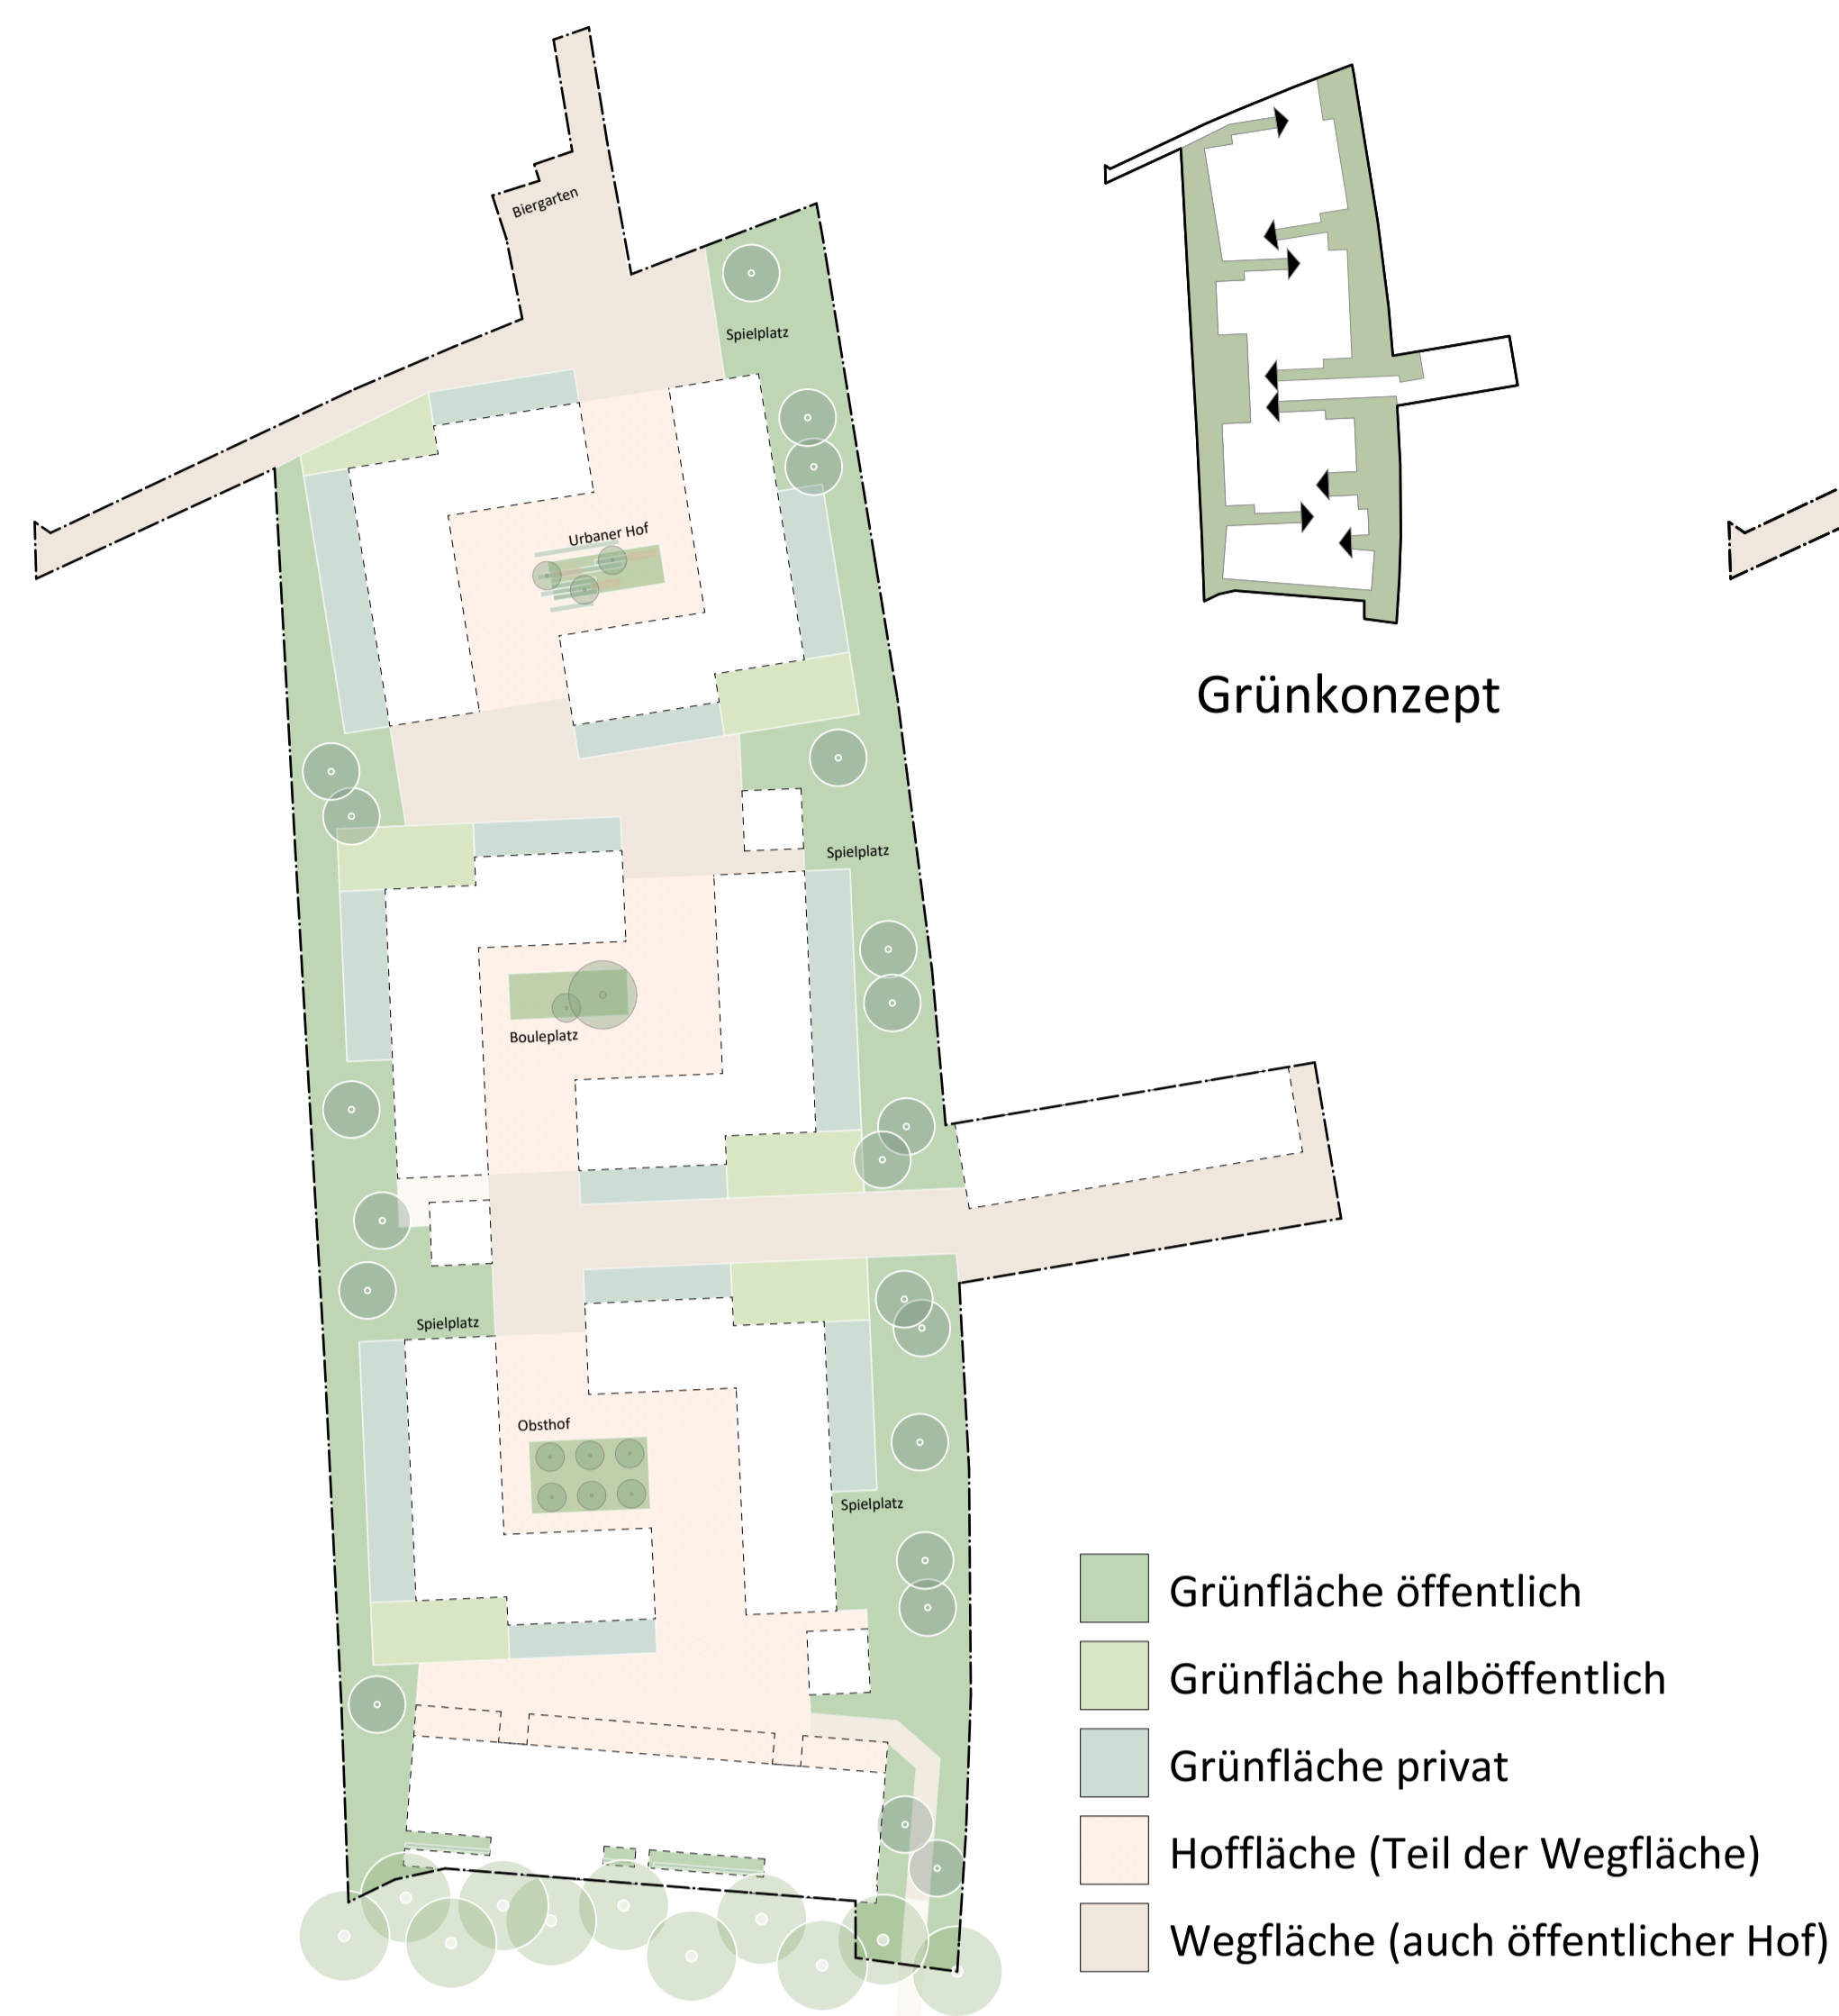 Biergarten
Spielplatz
Urbaner Hof
Grünkonzept
Spielplatz
Bouleplatz
Spielplatz
Obsthof
Spielplatz
Grünfläche öffentlich
Grünfläche halböffentlich
Grünfläche privat
Hoffläche (Teil der Wegfläche)
Wegfläche (auch öffentlicher Hof)